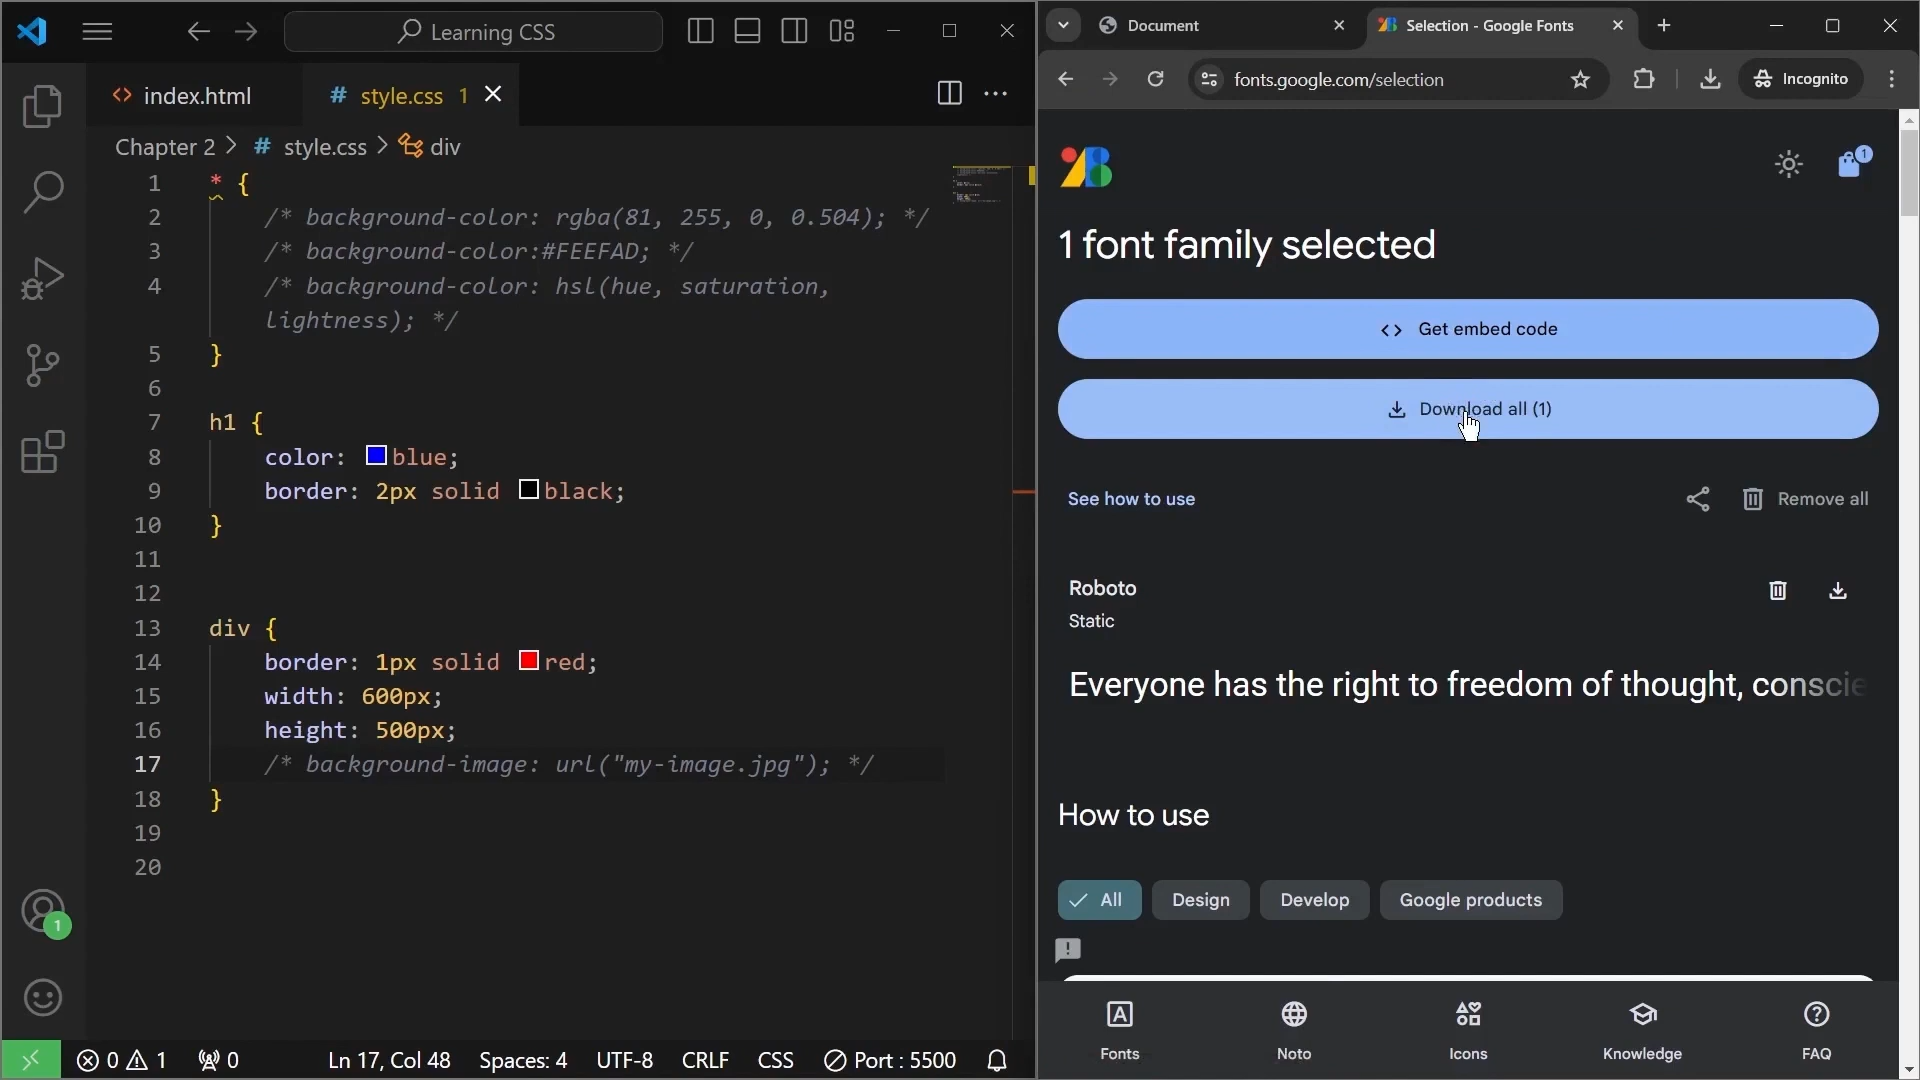 Learning CSS
index.html
style.css 1
Chapter 2 > # style.css > div
1 * {
2 /* background-color: rgba(81, 255, 0, 0.504); */
3 /* background-color:#FEEFAD; */
4 /* background-color: hsl(hue, saturation,
lightness); */
5 }
6
7 h1 {
8 color: blue;
9 border: 2px solid black;
10 }
11
12
13 div {
14 border: 1px solid red;
15 width: 600px;
16 height: 500px;
17 /* background-image: url("my-image.jpg"); */
18 }
19
20
1
0 1 0 Ln 17, Col 48 Spaces: 4 UTF-8 CRLF CSS Port : 5500
Document
Selection - Google Fonts
fonts.google.com/selection
Incognito
1
1 font family selected
<> Get embed code
Download all (1)
See how to use
Remove all
Roboto
Static
Everyone has the right to freedom of thought, conscie
How to use
All Design Develop Google products
Fonts Noto Icons Knowledge FAQ